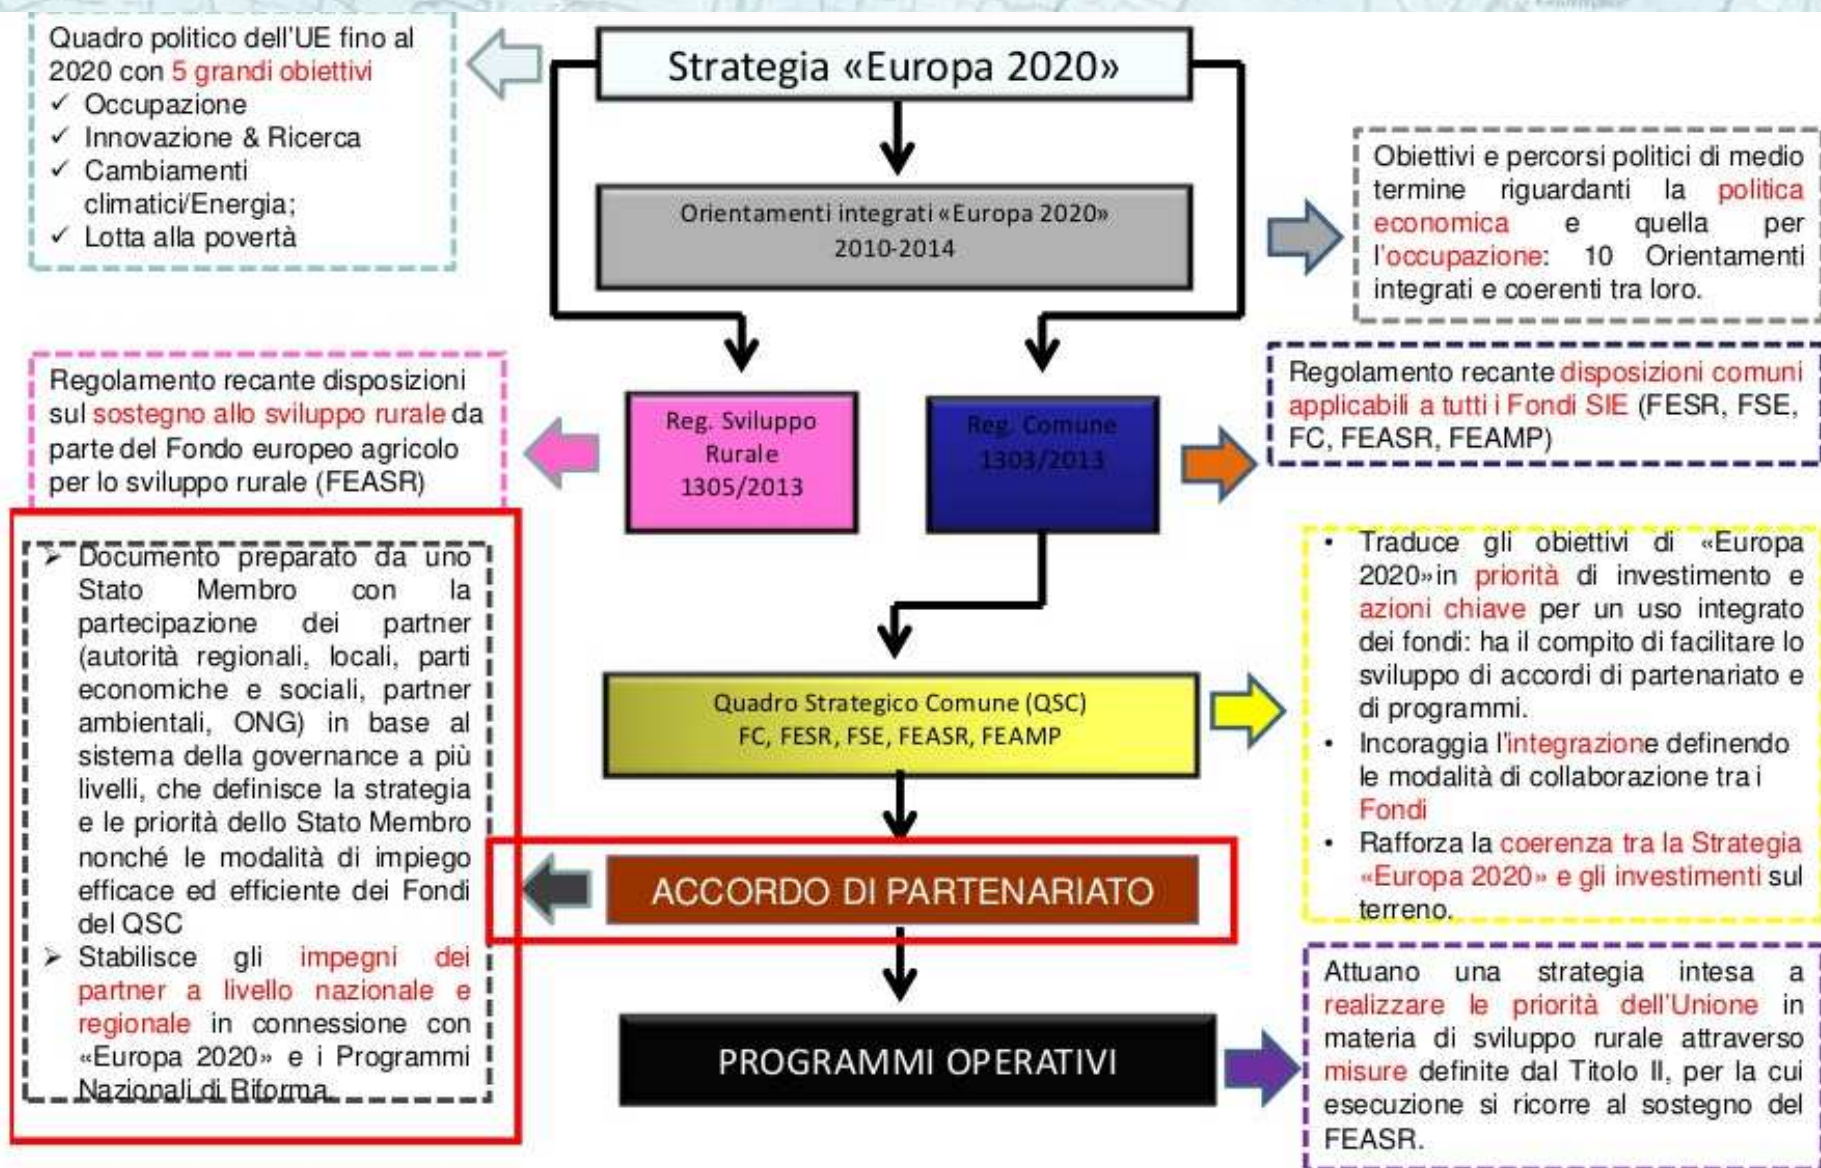 Quadro politico dell'UE fino al
2020 con 5 grandi obiettivi
✓ Occupazione
✓ Innovazione & Ricerca
✓ Cambiamenti
climatici/Energia;
✓ Lotta alla povertà
Strategia «Europa 2020»
Orientamenti integrati «Europa 2020»
2010-2014
Obiettivi e percorsi politici di medio
termine riguardanti la politica
economica e quella per
l'occupazione: 10 Orientamenti
integrati e coerenti tra loro.
Regolamento recante disposizioni
sul sostegno allo sviluppo rurale da
parte del Fondo europeo agricolo
per lo sviluppo rurale (FEASR)
Reg. Sviluppo
Rurale
1305/2013
Reg. Comune
1303/2013
Regolamento recante disposizioni comuni
applicabili a tutti i Fondi SIE (FESR, FSE,
FC, FEASR, FEAMP)
➢ Documento preparato da uno
Stato Membro con la
partecipazione dei partner
(autorità regionali, locali, parti
economiche e sociali, partner
ambientali, ONG) in base al
sistema della governance a più
livelli, che definisce la strategia
e le priorità dello Stato Membro
nonché le modalità di impiego
efficace ed efficiente dei Fondi
del QSC
➢ Stabilisce gli impegni dei
partner a livello nazionale e
regionale in connessione con
«Europa 2020» e i Programmi
Nazionali di Riforma.
Quadro Strategico Comune (QSC)
FC, FESR, FSE, FEASR, FEAMP
• Traduce gli obiettivi di «Europa
2020»in priorità di investimento e
azioni chiave per un uso integrato
dei fondi: ha il compito di facilitare lo
sviluppo di accordi di partenariato e
di programmi.
• Incoraggia l'integrazione definendo
le modalità di collaborazione tra i
Fondi
• Rafforza la coerenza tra la Strategia
«Europa 2020» e gli investimenti sul
terreno.
ACCORDO DI PARTENARIATO
PROGRAMMI OPERATIVI
Attuano una strategia intesa a
realizzare le priorità dell'Unione in
materia di sviluppo rurale attraverso
misure definite dal Titolo II, per la cui
esecuzione si ricorre al sostegno del
FEASR.